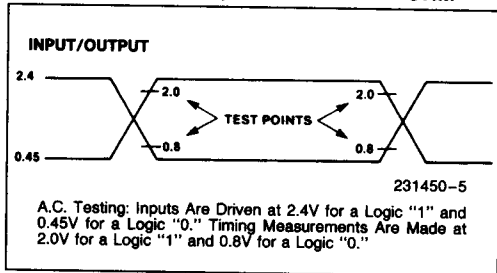 INPUT/OUTPUT
2.4
2.0
2.0
TEST POINTS
0.8
0.8
0.45
231450-5
A.C. Testing: Inputs Are Driven at 2.4V for a Logic "1" and
0.45V for a Logic "0." Timing Measurements Are Made at
2.0V for a Logic "1" and 0.8V for a Logic "0."